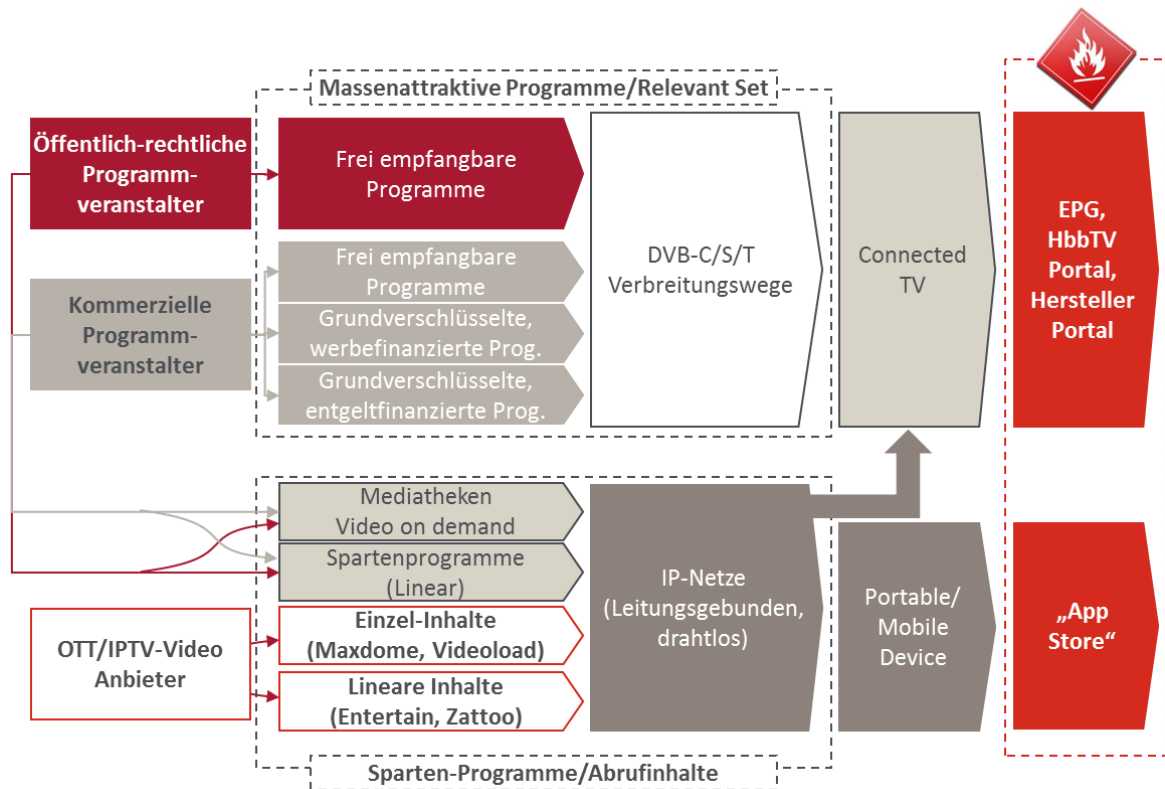 Massenattraktive Programme/Relevant Set
Öffentlich-rechtliche
Programm-
veranstalter
Frei empfangbare
Programme
Kommerzielle
Programm-
veranstalter
Frei empfangbare
Programme
Grundverschlüsselte,
werbefinanzierte Prog.
Grundverschlüsselte,
entgeltfinanzierte Prog.
DVB-C/S/T
Verbreitungswege
Connected
TV
EPG,
HbbTV
Portal,
Hersteller
Portal
Mediatheken
Video on demand
Spartenprogramme
(Linear)
OTT/IPTV-Video
Anbieter
Einzel-Inhalte
(Maxdome, Videoload)
Lineare Inhalte
(Entertain, Zattoo)
IP-Netze
(Leitungsgebunden,
drahtlos)
Portable/
Mobile
Device
„App
Store“
Sparten-Programme/Abrufinhalte